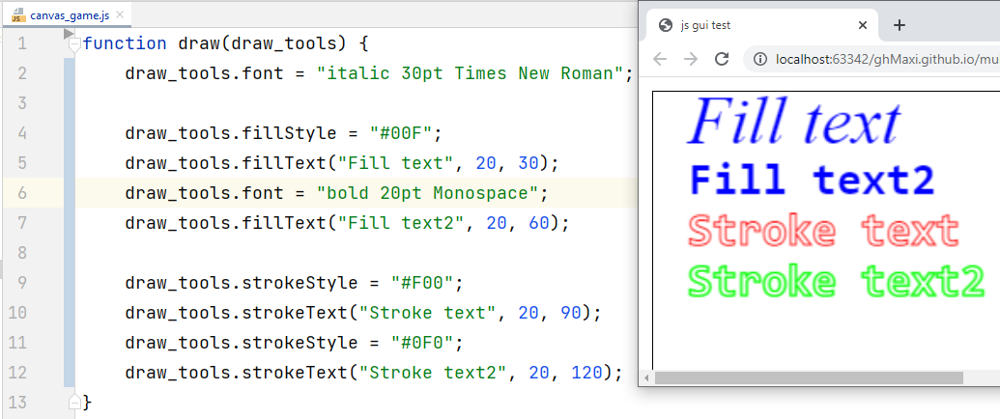 canvas_game.js
1 function draw(draw_tools) {
2 draw_tools.font = "italic 30pt Times New Roman";
3
4 draw_tools.fillStyle = "#00F";
5 draw_tools.fillText("Fill text", 20, 30);
6 draw_tools.font = "bold 20pt Monospace";
7 draw_tools.fillText("Fill text2", 20, 60);
8
9 draw_tools.strokeStyle = "#F00";
10 draw_tools.strokeText("Stroke text", 20, 90);
11 draw_tools.strokeStyle = "#0F0";
12 draw_tools.strokeText("Stroke text2", 20, 120);
13 }
js gui test
localhost:63342/ghMaxi.github.io/mu
Fill text
Fill text2
Stroke text
Stroke text2